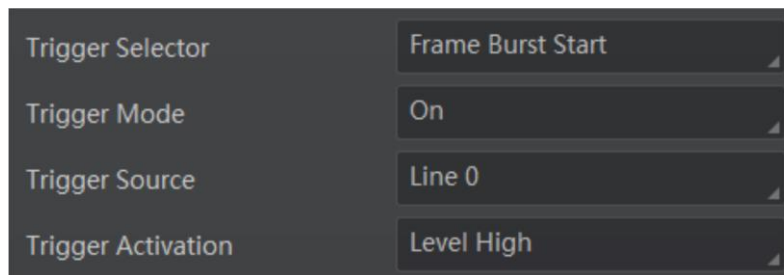 Trigger Selector Frame Burst Start
Trigger Mode On
Trigger Source Line 0
Trigger Activation Level High